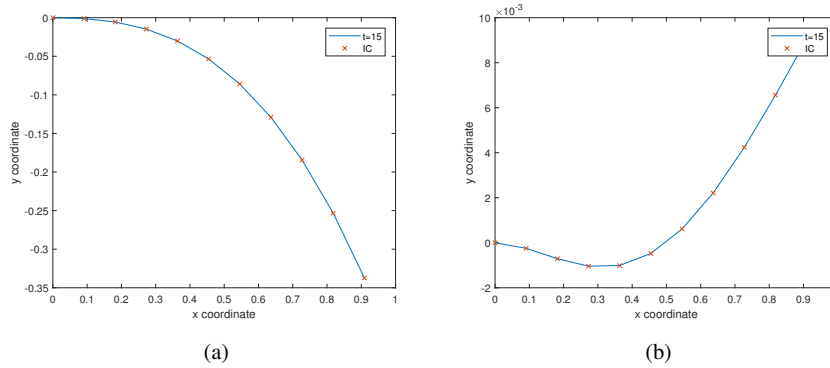 0
-0.05
-0.1
-0.15
-0.2
-0.25
-0.3
-0.35
y coordinate
0 0.1 0.2 0.3 0.4 0.5 0.6 0.7 0.8 0.9 1
x coordinate
t=15
IC
(a)
10 ×10⁻³
8
6
4
2
0
-2
y coordinate
0 0.1 0.2 0.3 0.4 0.5 0.6 0.7 0.8 0.9
x coordinate
t=15
IC
(b)